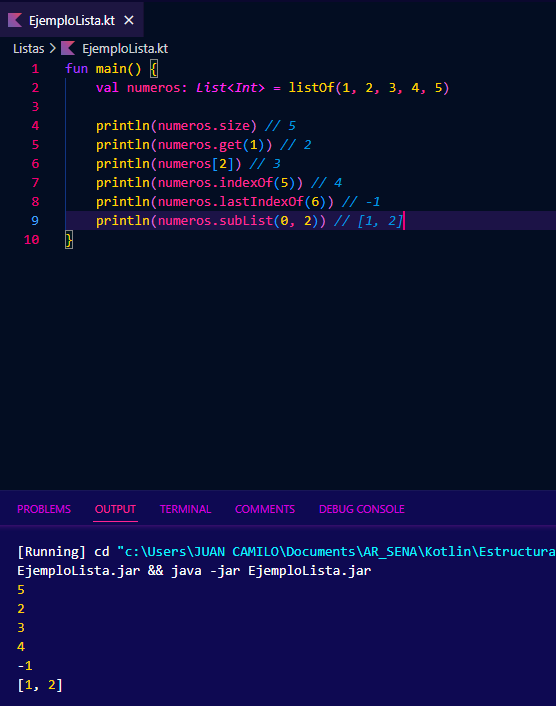 EjemploLista.kt ×
Listas > EjemploLista.kt
1 fun main() {
2     val numeros: List<Int> = listOf(1, 2, 3, 4, 5)
3
4     println(numeros.size) // 5
5     println(numeros.get(1)) // 2
6     println(numeros[2]) // 3
7     println(numeros.indexOf(5)) // 4
8     println(numeros.lastIndexOf(6)) // -1
9     println(numeros.subList(0, 2)) // [1, 2]
10 }
PROBLEMS OUTPUT TERMINAL COMMENTS DEBUG CONSOLE
[Running] cd "c:\Users\JUAN CAMILO\Documents\AR_SENA\Kotlin\Estructura
EjemploLista.jar && java -jar EjemploLista.jar
5
2
3
4
-1
[1, 2]